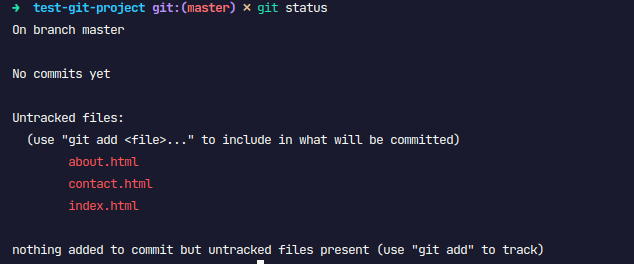 → test-git-project git:(master) × git status
On branch master
No commits yet
Untracked files:
(use "git add <file>..." to include in what will be committed)
about.html
contact.html
index.html
nothing added to commit but untracked files present (use "git add" to track)